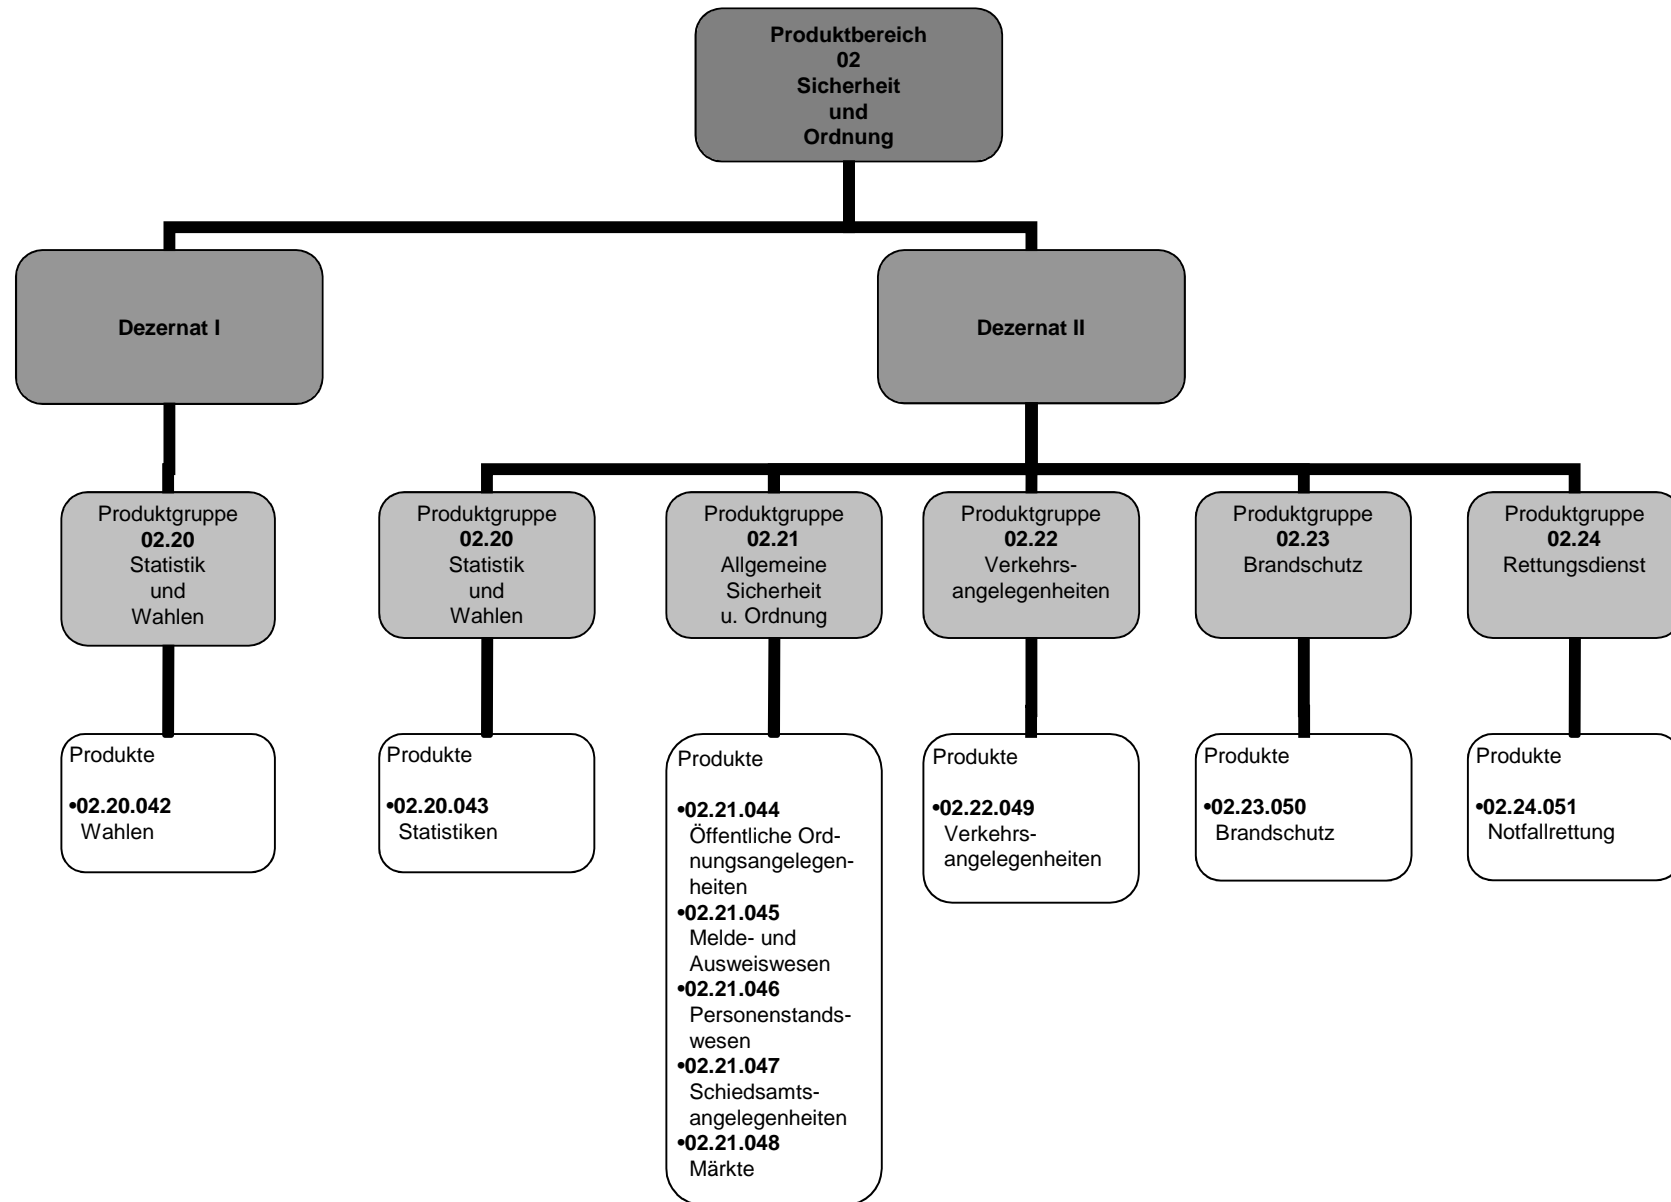 Produktbereich
02
Sicherheit
und
Ordnung
Dezernat I
Dezernat II
Produktgruppe
02.20
Statistik
und
Wahlen
Produktgruppe
02.20
Statistik
und
Wahlen
Produktgruppe
02.21
Allgemeine
Sicherheit
u. Ordnung
Produktgruppe
02.22
Verkehrs-
angelegenheiten
Produktgruppe
02.23
Brandschutz
Produktgruppe
02.24
Rettungsdienst
Produkte
•02.20.042
Wahlen
Produkte
•02.20.043
Statistiken
Produkte
•02.21.044
Öffentliche Ord-
nungsangelegen-
heiten
•02.21.045
Melde- und
Ausweiswesen
•02.21.046
Personenstands-
wesen
•02.21.047
Schiedsamts-
angelegenheiten
•02.21.048
Märkte
Produkte
•02.22.049
Verkehrs-
angelegenheiten
Produkte
•02.23.050
Brandschutz
Produkte
•02.24.051
Notfallrettung